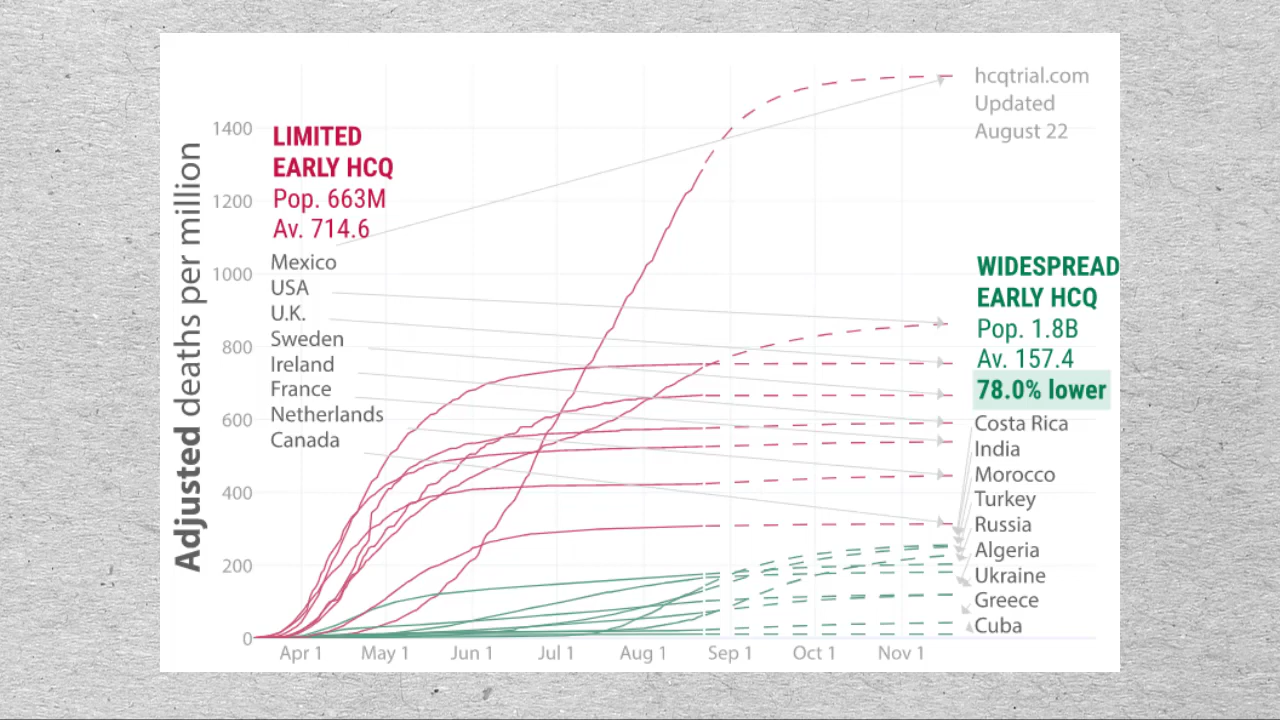 hcqtrial.com
Updated
August 22
LIMITED
EARLY HCQ
Pop. 663M
Av. 714.6
Mexico
USA
U.K.
Sweden
Ireland
France
Netherlands
Canada
WIDESPREAD
EARLY HCQ
Pop. 1.8B
Av. 157.4
78.0% lower
Costa Rica
India
Morocco
Turkey
Russia
Algeria
Ukraine
Greece
Cuba
Adjusted deaths per million
1400
1200
1000
800
600
400
200
0
Apr 1 May 1 Jun 1 Jul 1 Aug 1 Sep 1 Oct 1 Nov 1